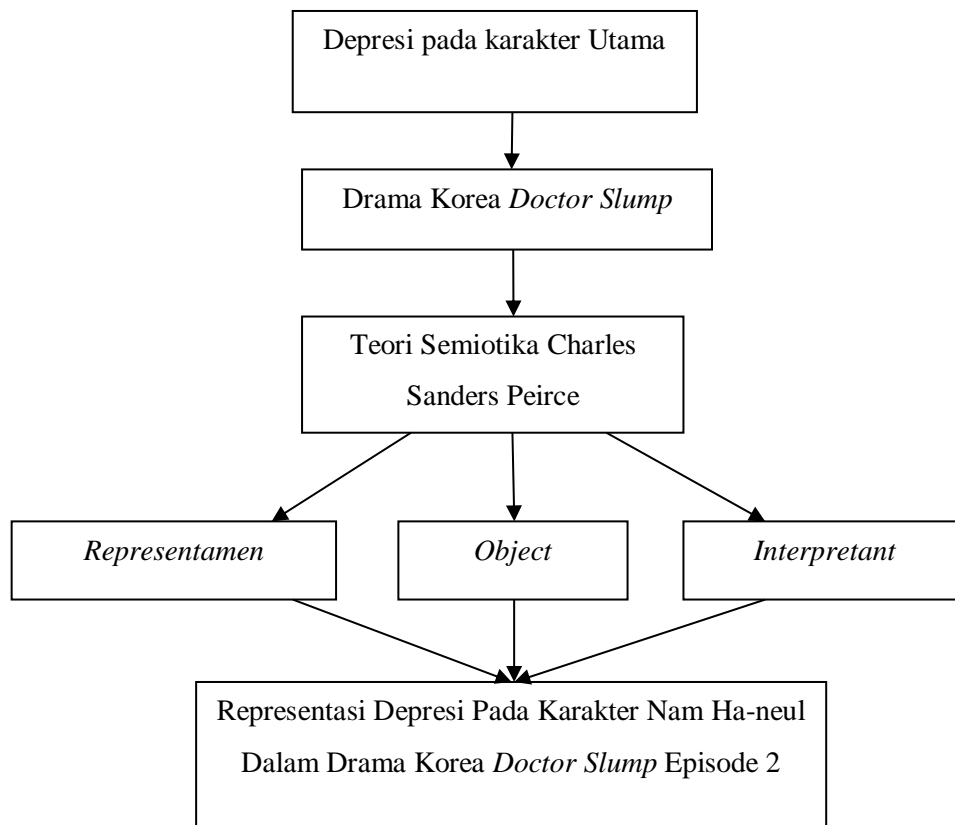 Depresi pada karakter Utama
Drama Korea Doctor Slump
Teori Semiotika Charles
Sanders Peirce
Representamen
Object
Interpretant
Representasi Depresi Pada Karakter Nam Ha-neul
Dalam Drama Korea Doctor Slump Episode 2